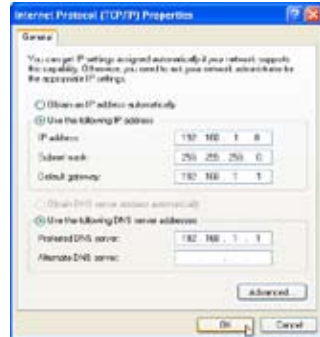 Internet Protocol (TCP/IP) Properties
General
You can get IP settings assigned automatically if your network supports
this capability. Otherwise, you need to ask your network administrator for
the appropriate IP settings.
Obtain an IP address automatically
Use the following IP address:
IP address: 192 . 168 . 1 .
Subnet mask: 255 . 255 . 255 . 0
Default gateway: 192 . 168 . 1 . 1
Obtain DNS server address automatically
Use the following DNS server addresses:
Preferred DNS server: 192 . 168 . 1 . 1
Alternate DNS server: . . .
Advanced...
OK
Cancel